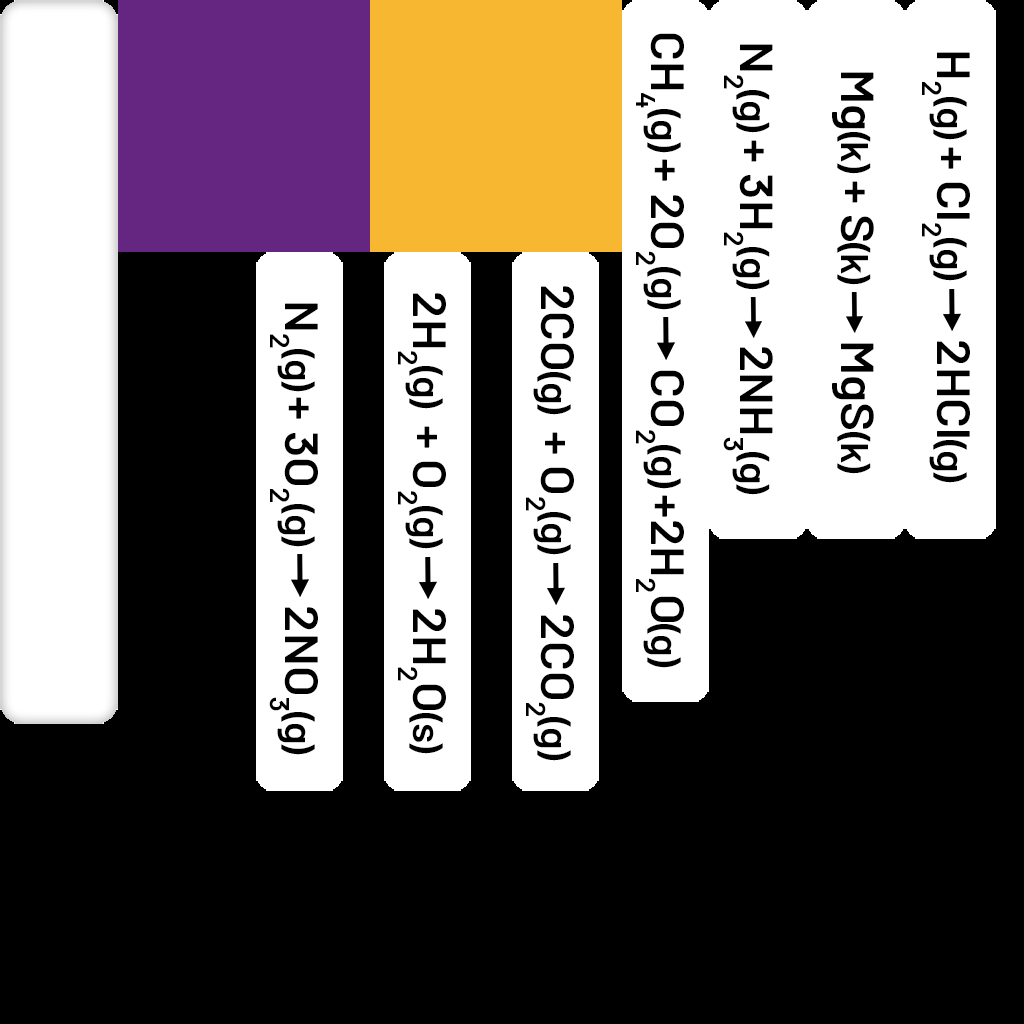 N₂(g)+ 3O₂(g)→2NO₃(g)
2H₂(g) + O₂(g)→2H₂O(s)
2CO(g) + O₂(g)→2CO₂(g)
CH₄(g)+ 2O₂(g)→CO₂(g)+2H₂O(g)
N₂(g)+ 3H₂(g)→2NH₃(g)
Mg(k)+ S(k)→MgS(k)
H₂(g)+ Cl₂(g)→2HCl(g)